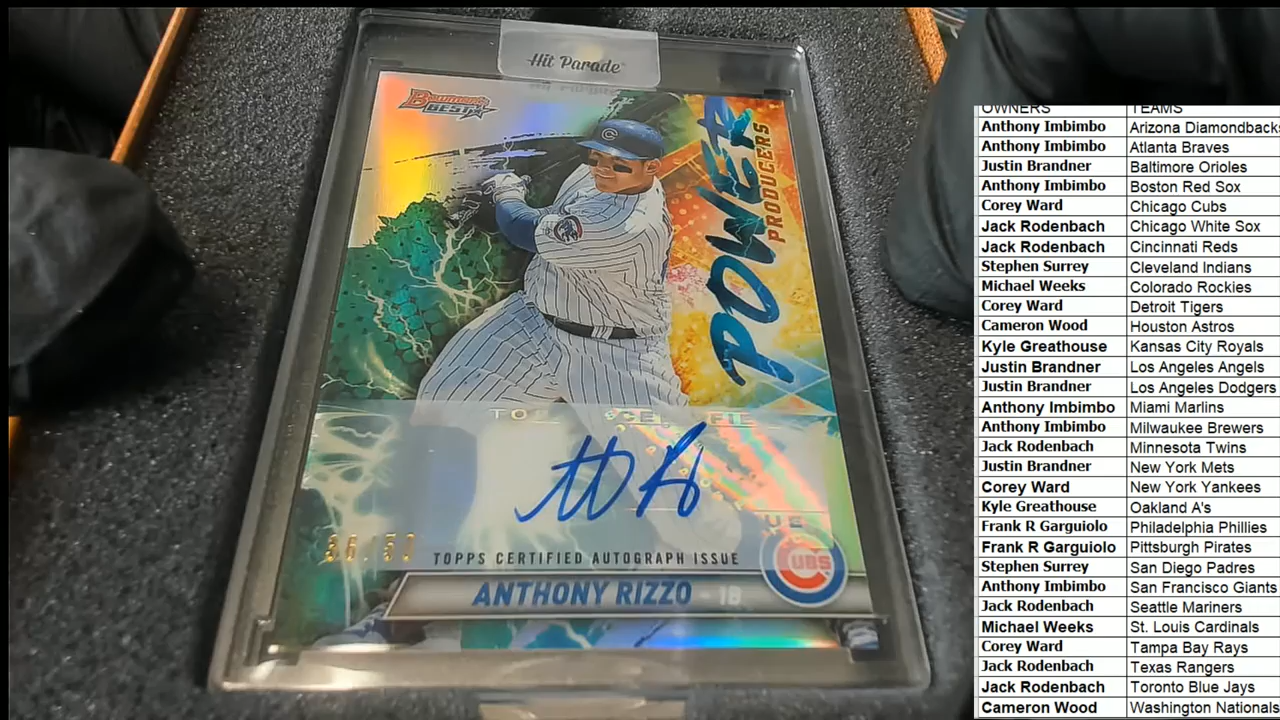 Hit Parade
BOWMAN'S BEST
POWER PRODUCERS
TOPPS CERTIFIED AUTOGRAPH ISSUE
CUBS
ANTHONY RIZZO - 1B
OWNERS TEAMS
Anthony Imbimbo Arizona Diamondback
Anthony Imbimbo Atlanta Braves
Justin Brandner Baltimore Orioles
Anthony Imbimbo Boston Red Sox
Corey Ward Chicago Cubs
Jack Rodenbach Chicago White Sox
Jack Rodenbach Cincinnati Reds
Stephen Surrey Cleveland Indians
Michael Weeks Colorado Rockies
Corey Ward Detroit Tigers
Cameron Wood Houston Astros
Kyle Greathouse Kansas City Royals
Justin Brandner Los Angeles Angels
Justin Brandner Los Angeles Dodgers
Anthony Imbimbo Miami Marlins
Anthony Imbimbo Milwaukee Brewers
Jack Rodenbach Minnesota Twins
Justin Brandner New York Mets
Corey Ward New York Yankees
Kyle Greathouse Oakland A's
Frank R Garguiolo Philadelphia Phillies
Frank R Garguiolo Pittsburgh Pirates
Stephen Surrey San Diego Padres
Anthony Imbimbo San Francisco Giants
Jack Rodenbach Seattle Mariners
Michael Weeks St. Louis Cardinals
Corey Ward Tampa Bay Rays
Jack Rodenbach Texas Rangers
Jack Rodenbach Toronto Blue Jays
Cameron Wood Washington Nationals